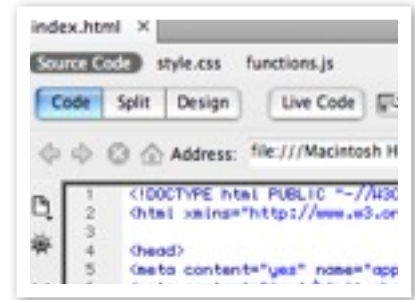 index.html ×
Source Code style.css functions.js
Code Split Design Live Code
Address: file:///Macintosh H
1 <!DOCTYPE html PUBLIC "-//W3C
2 <html xmlns="http://www.w3.or
3
4 <head>
5 <meta content="yes" name="app